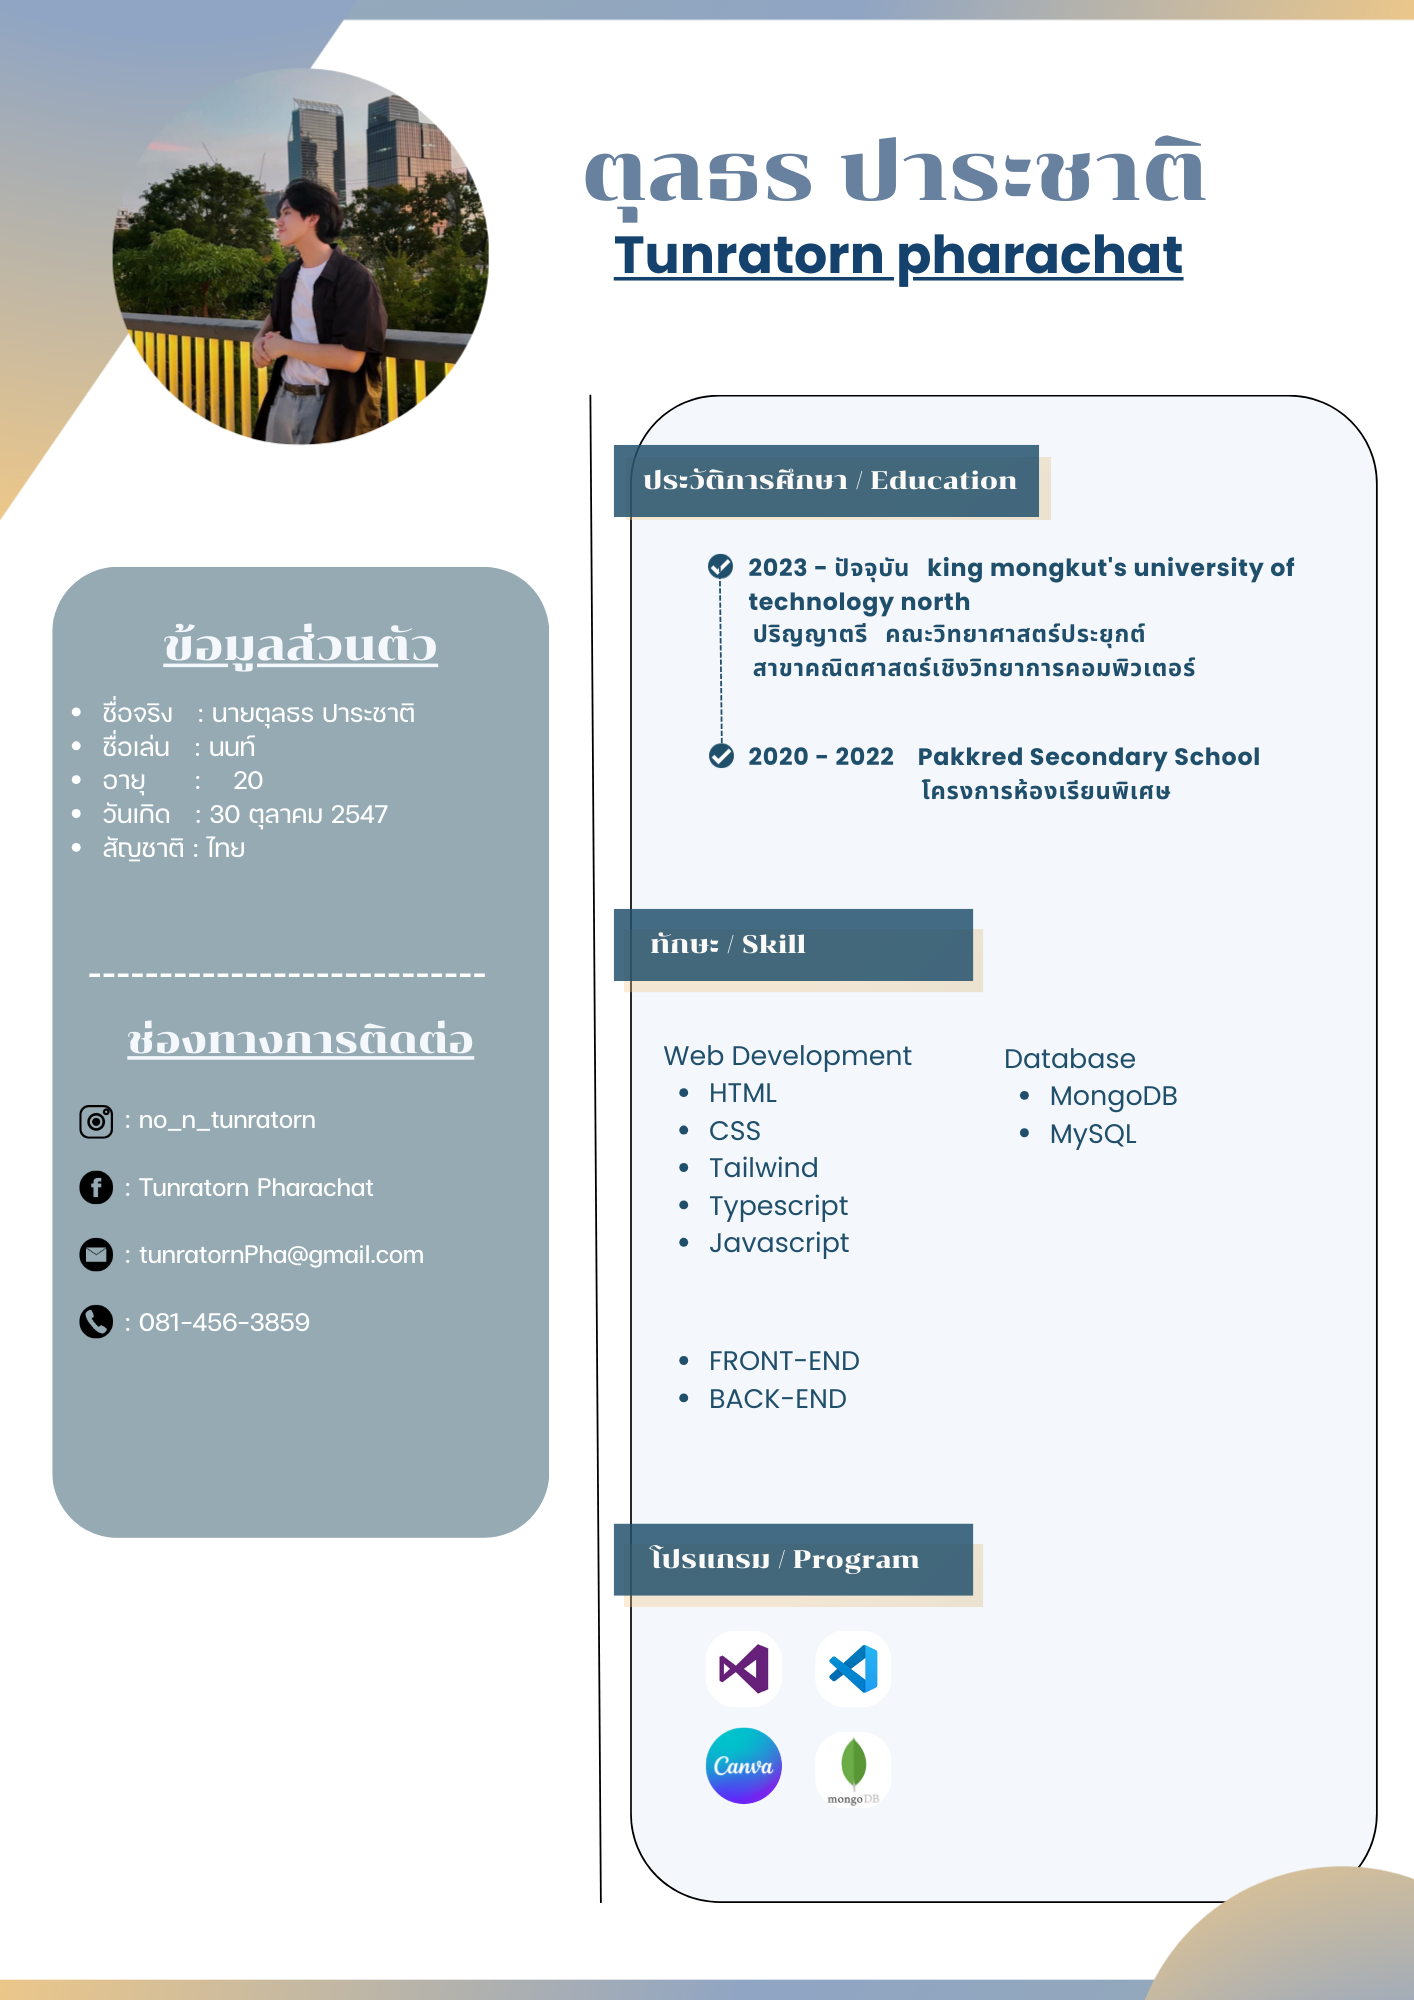 ตุลธร ปาระชาติ
Tunratorn pharachat
ข้อมูลส่วนตัว
ชื่อจริง : นายตุลธร ปาระชาติ
ชื่อเล่น : นนท์
อายุ : 20
วันเกิด : 30 ตุลาคม 2547
สัญชาติ : ไทย
----------------------------
ช่องทางการติดต่อ
: no_n_tunratorn
: Tunratorn Pharachat
: tunratornPha@gmail.com
: 081-456-3859
ประวัติการศึกษา / Education
2023 - ปัจจุบัน king mongkut's university of
technology north
ปริญญาตรี คณะวิทยาศาสตร์ประยุกต์
สาขาคณิตศาสตร์เชิงวิทยาการคอมพิวเตอร์
2020 - 2022 Pakkred Secondary School
โครงการห้องเรียนพิเศษ
ทักษะ / Skill
Web Development
HTML
CSS
Tailwind
Typescript
Javascript
FRONT-END
BACK-END
Database
MongoDB
MySQL
โปรแกรม / Program
Canva
mongoDB